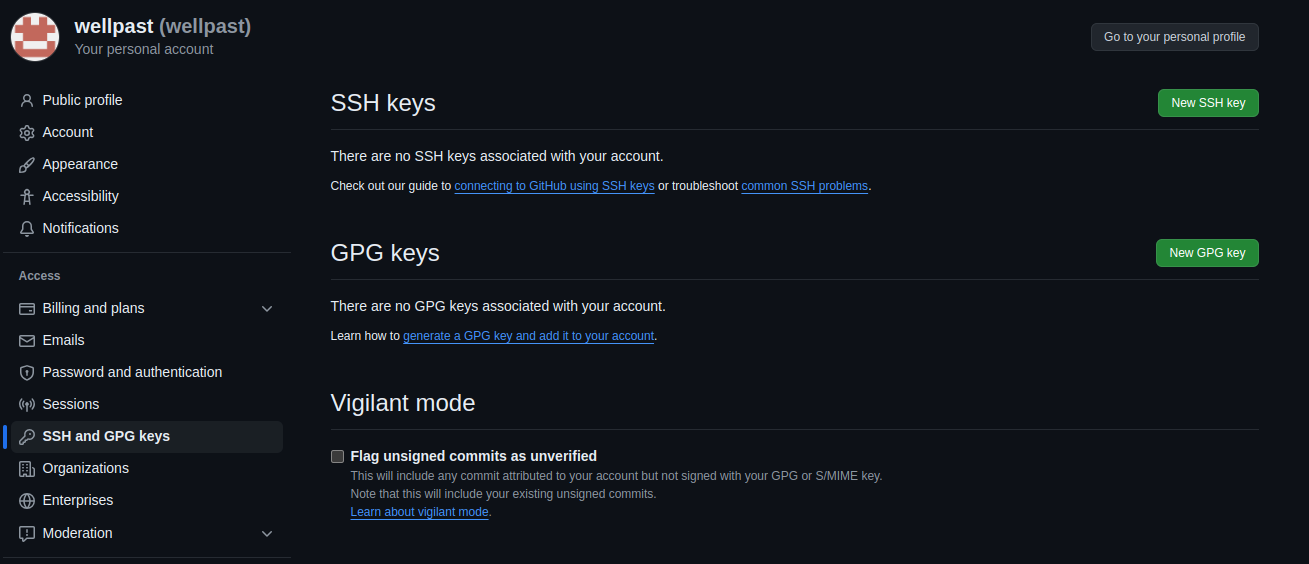 wellpast (wellpast)
Your personal account
Go to your personal profile
Public profile
Account
Appearance
Accessibility
Notifications
Access
Billing and plans
Emails
Password and authentication
Sessions
SSH and GPG keys
Organizations
Enterprises
Moderation
SSH keys
New SSH key
There are no SSH keys associated with your account.
Check out our guide to connecting to GitHub using SSH keys or troubleshoot common SSH problems.
GPG keys
New GPG key
There are no GPG keys associated with your account.
Learn how to generate a GPG key and add it to your account.
Vigilant mode
Flag unsigned commits as unverified
This will include any commit attributed to your account but not signed with your GPG or S/MIME key.
Note that this will include your existing unsigned commits.
Learn about vigilant mode.